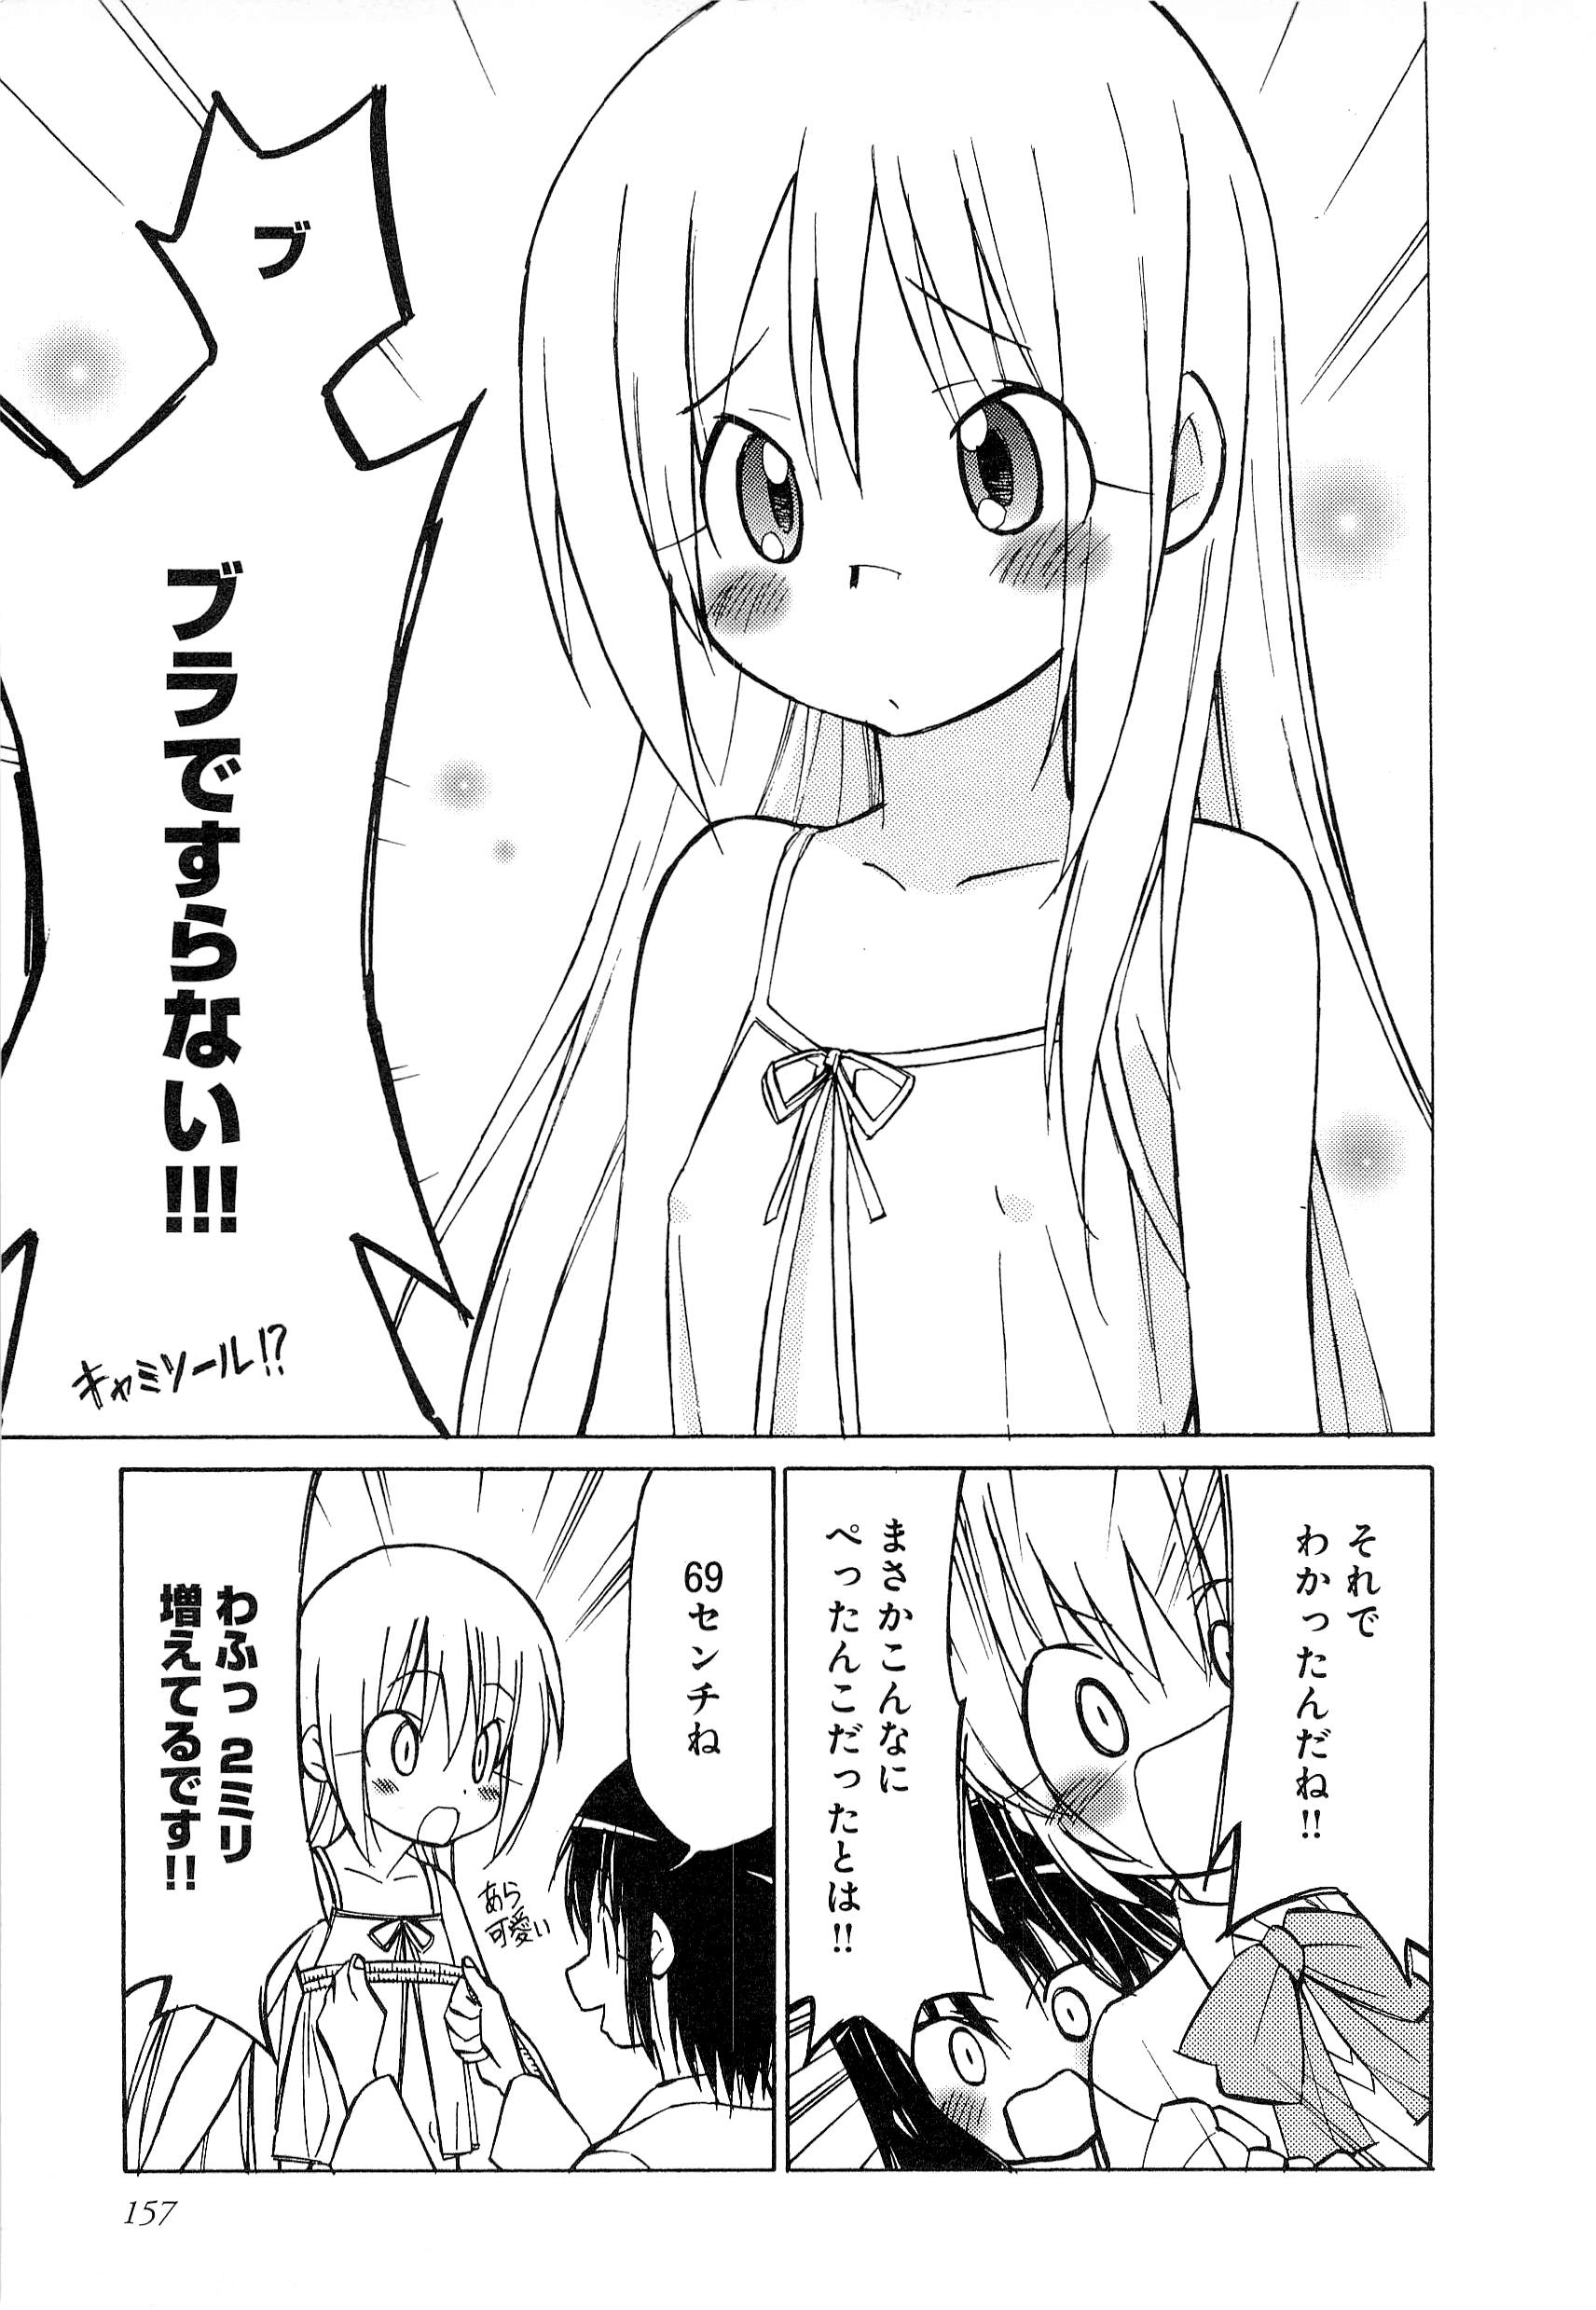 ブ
ブラですらない!!!
キャミソール!?
それで
わかったんだね!!
まさかこんなに
ぺったんこだったとは!!
69
センチね
あら
可愛い
わふっ 2ミリ
増えてるです!!
157